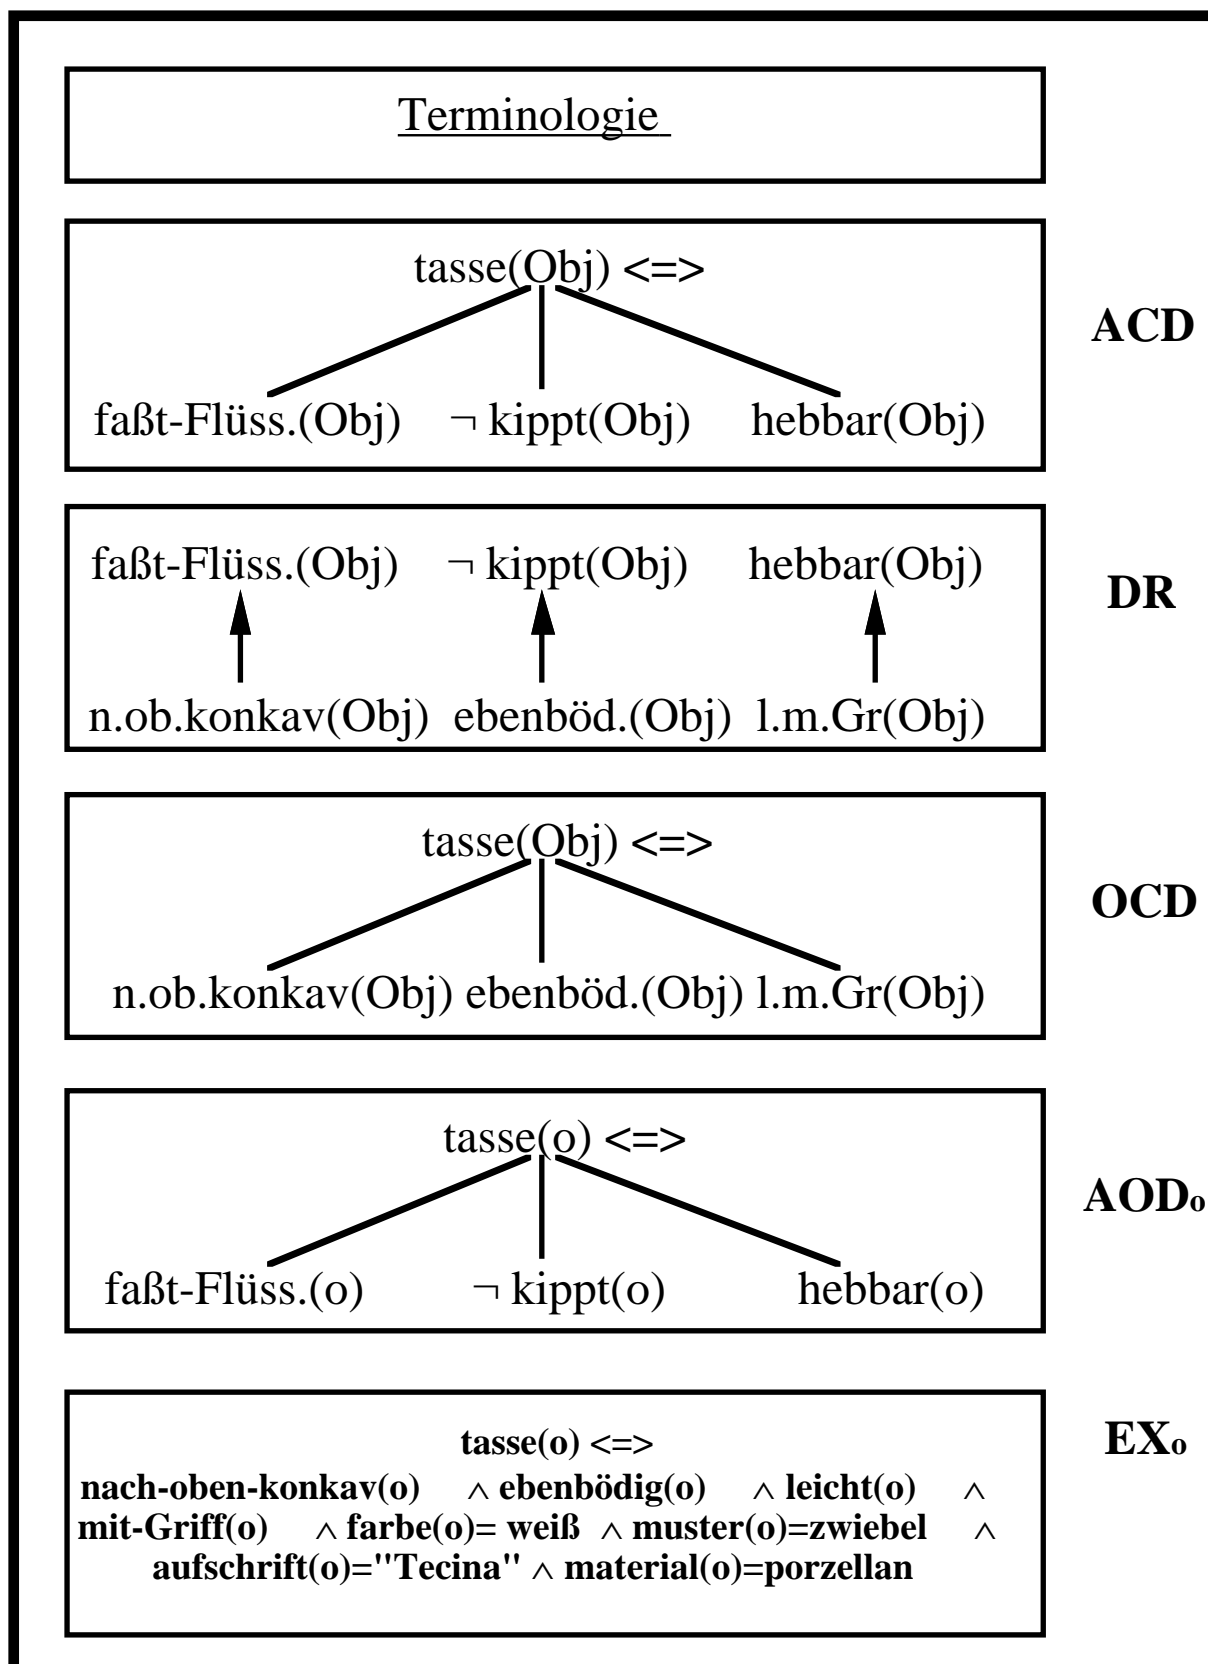 Terminologie
tasse(Obj) <=>
ACD
faßt-Flüss.(Obj) ¬ kippt(Obj) hebbar(Obj)
faßt-Flüss.(Obj) ¬ kippt(Obj) hebbar(Obj)
DR
n.ob.konkav(Obj) ebenböd.(Obj) l.m.Gr(Obj)
tasse(Obj) <=>
OCD
n.ob.konkav(Obj) ebenböd.(Obj) l.m.Gr(Obj)
tasse(o) <=>
AODo
faßt-Flüss.(o) ¬ kippt(o) hebbar(o)
EXo
tasse(o) <=>
nach-oben-konkav(o) ∧ ebenbödig(o) ∧ leicht(o) ∧
mit-Griff(o) ∧ farbe(o)= weiß ∧ muster(o)=zwiebel ∧
aufschrift(o)="Tecina" ∧ material(o)=porzellan